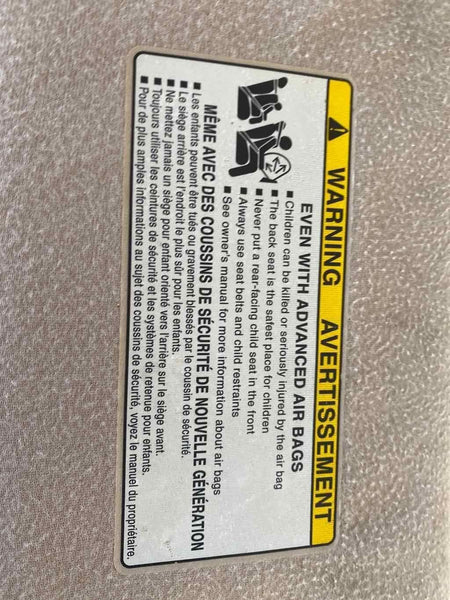 WARNING AVERTISSEMENT
EVEN WITH ADVANCED AIR BAGS
■ Children can be killed or seriously injured by the air bag
■ The back seat is the safest place for children
■ Never put a rear-facing child seat in the front
■ Always use seat belts and child restraints
■ See owner's manual for more information about air bags
MÊME AVEC DES COUSSINS DE SÉCURITÉ DE NOUVELLE GÉNÉRATION
■ Les enfants peuvent être tués ou gravement blessés par le coussin de sécurité.
■ Le siège arrière est l'endroit le plus sûr pour les enfants.
■ Ne mettez jamais un siège pour enfant orienté vers l'arrière sur le siège avant.
■ Toujours utiliser les ceintures de sécurité et les systèmes de retenue pour enfants.
■ Pour de plus amples informations au sujet des coussins de sécurité, voyez le manuel du propriétaire.